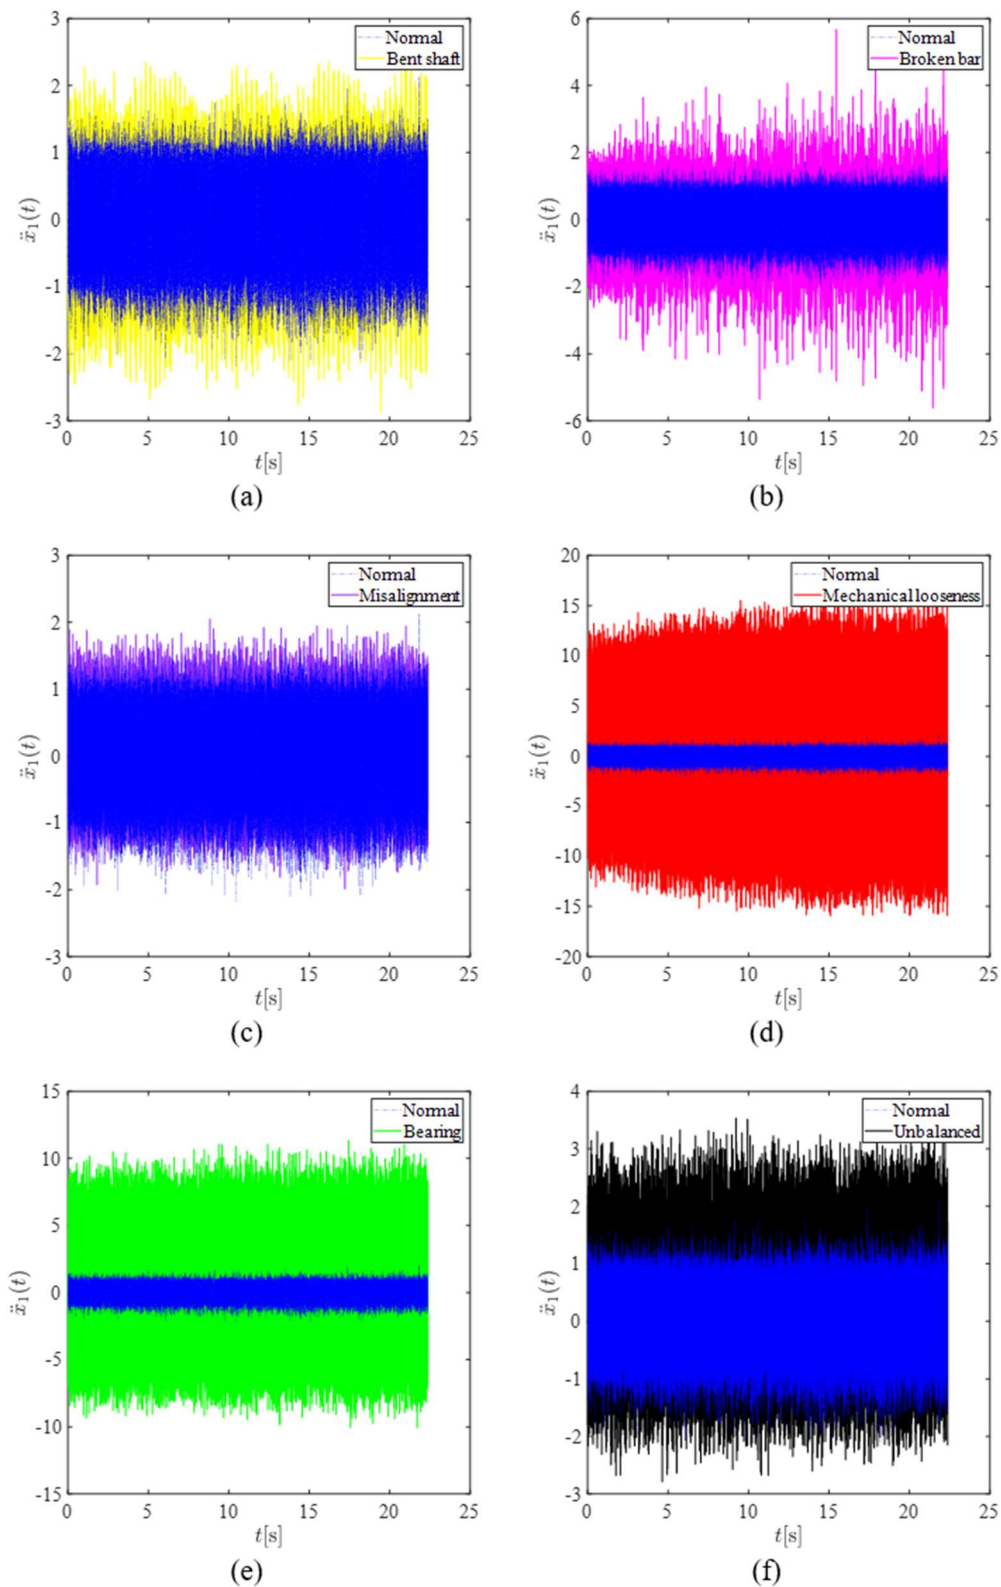 3
2
1
0
-1
-2
-3
ẍ₁(t)
Normal
Bent shaft
0 5 10 15 20 25
t[s]
(a)
6
4
2
0
-2
-4
-6
ẍ₁(t)
Normal
Broken bar
0 5 10 15 20 25
t[s]
(b)
3
2
1
0
-1
-2
-3
ẍ₁(t)
Normal
Misalignment
0 5 10 15 20 25
t[s]
(c)
20
15
10
5
0
-5
-10
-15
-20
ẍ₁(t)
Normal
Mechanical looseness
0 5 10 15 20 25
t[s]
(d)
15
10
5
0
-5
-10
-15
ẍ₁(t)
Normal
Bearing
0 5 10 15 20 25
t[s]
(e)
4
3
2
1
0
-1
-2
-3
ẍ₁(t)
Normal
Unbalanced
0 5 10 15 20 25
t[s]
(f)